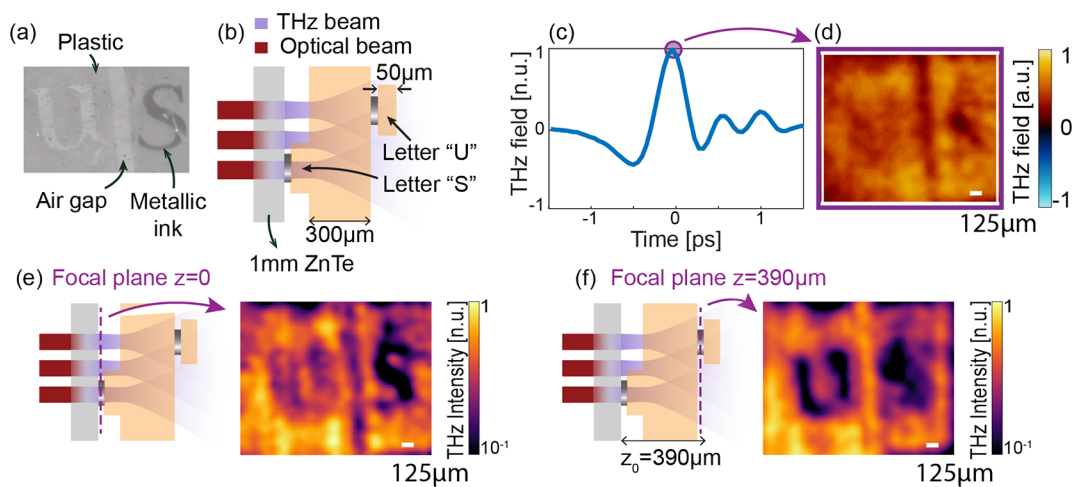 (a)
Plastic
U S
Air gap
Metallic
ink
(b)
THz beam
Optical beam
50μm
Letter “U”
Letter “S”
300μm
1mm ZnTe
(c)
THz field [n.u.]
1
0
-1
-1
0
1
Time [ps]
(d)
THz field [a.u.]
1
0
-1
125μm
(e)
Focal plane z=0
U S
THz Intensity [n.u.]
1
10-1
125μm
(f)
Focal plane z=390μm
z0=390μm
U S
THz Intensity [n.u.]
1
10-1
125μm